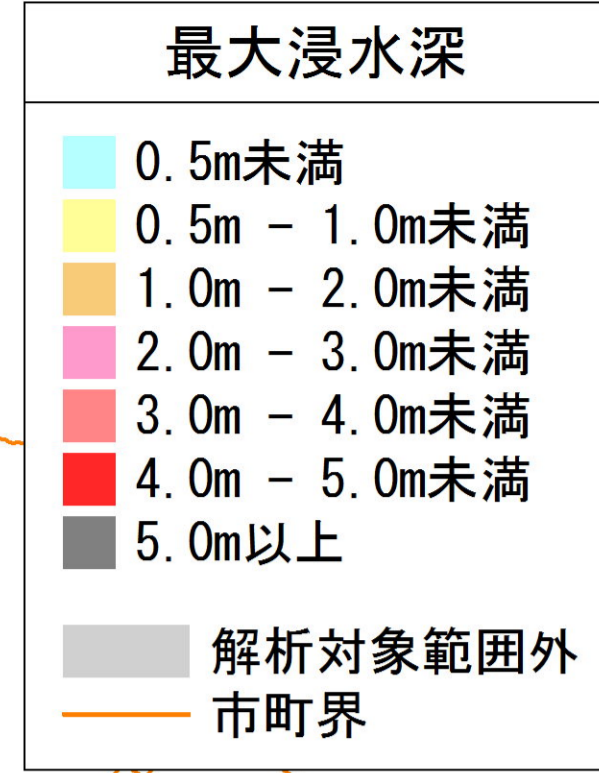 最大浸水深
0.5m未満
0.5m － 1.0m未満
1.0m － 2.0m未満
2.0m － 3.0m未満
3.0m － 4.0m未満
4.0m － 5.0m未満
5.0m以上
解析対象範囲外
市町界